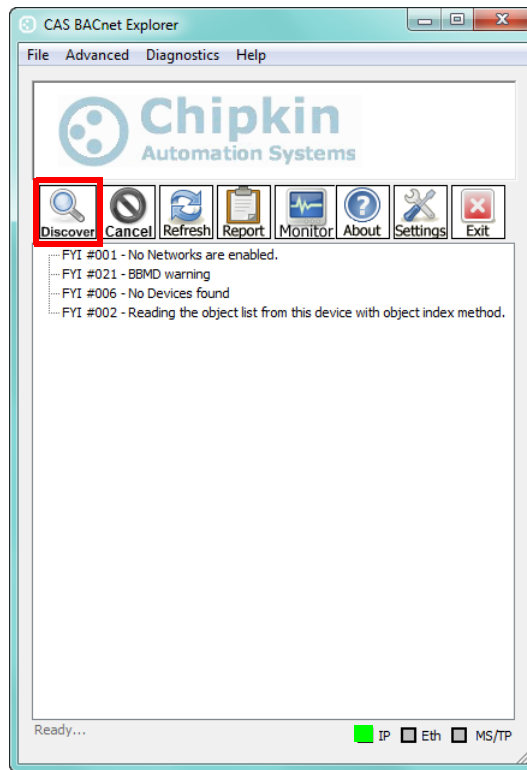 CAS BACnet Explorer
File Advanced Diagnostics Help
Chipkin
Automation Systems
Discover Cancel Refresh Report Monitor About Settings Exit
FYI #001 - No Networks are enabled.
FYI #021 - BBMD warning
FYI #006 - No Devices found
FYI #002 - Reading the object list from this device with object index method.
Ready... IP Eth MS/TP